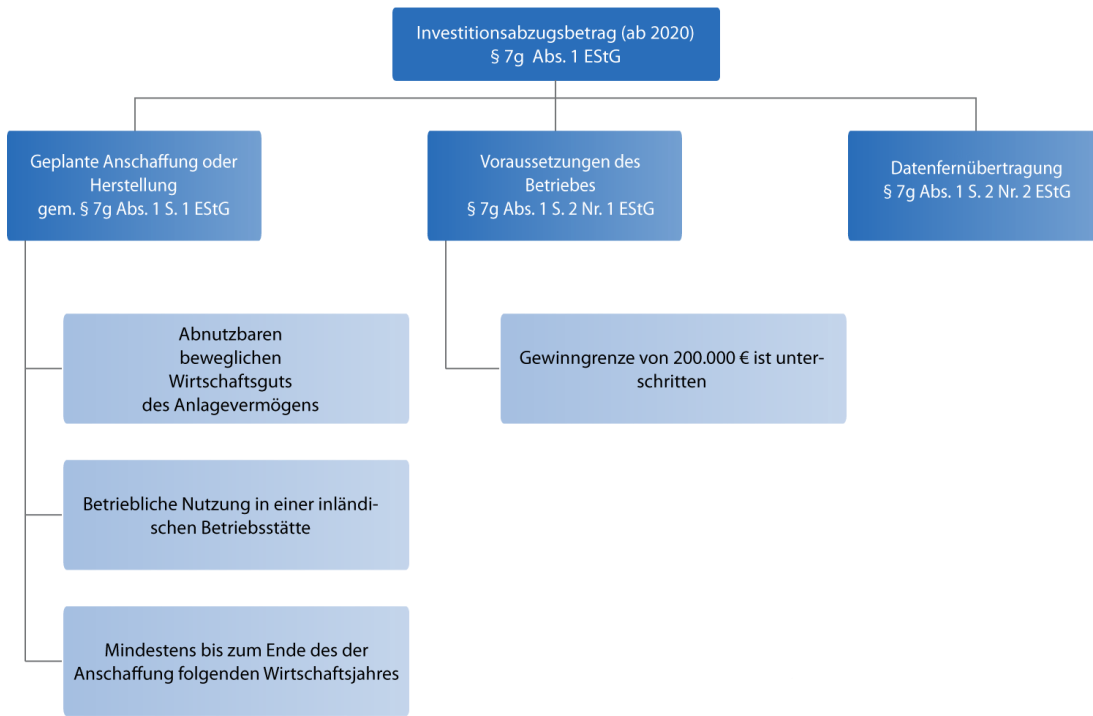 Investitionsabzugsbetrag (ab 2020)
§ 7g Abs. 1 EStG
Geplante Anschaffung oder
Herstellung
gem. § 7g Abs. 1 S. 1 EStG
Abnutzbaren
beweglichen
Wirtschaftsguts
des Anlagevermögens
Betriebliche Nutzung in einer inländi-
schen Betriebsstätte
Mindestens bis zum Ende des der
Anschaffung folgenden Wirtschaftsjahres
Voraussetzungen des
Betriebes
§ 7g Abs. 1 S. 2 Nr. 1 EStG
Gewinngrenze von 200.000 € ist unter-
schritten
Datenfernübertragung
§ 7g Abs. 1 S. 2 Nr. 2 EStG